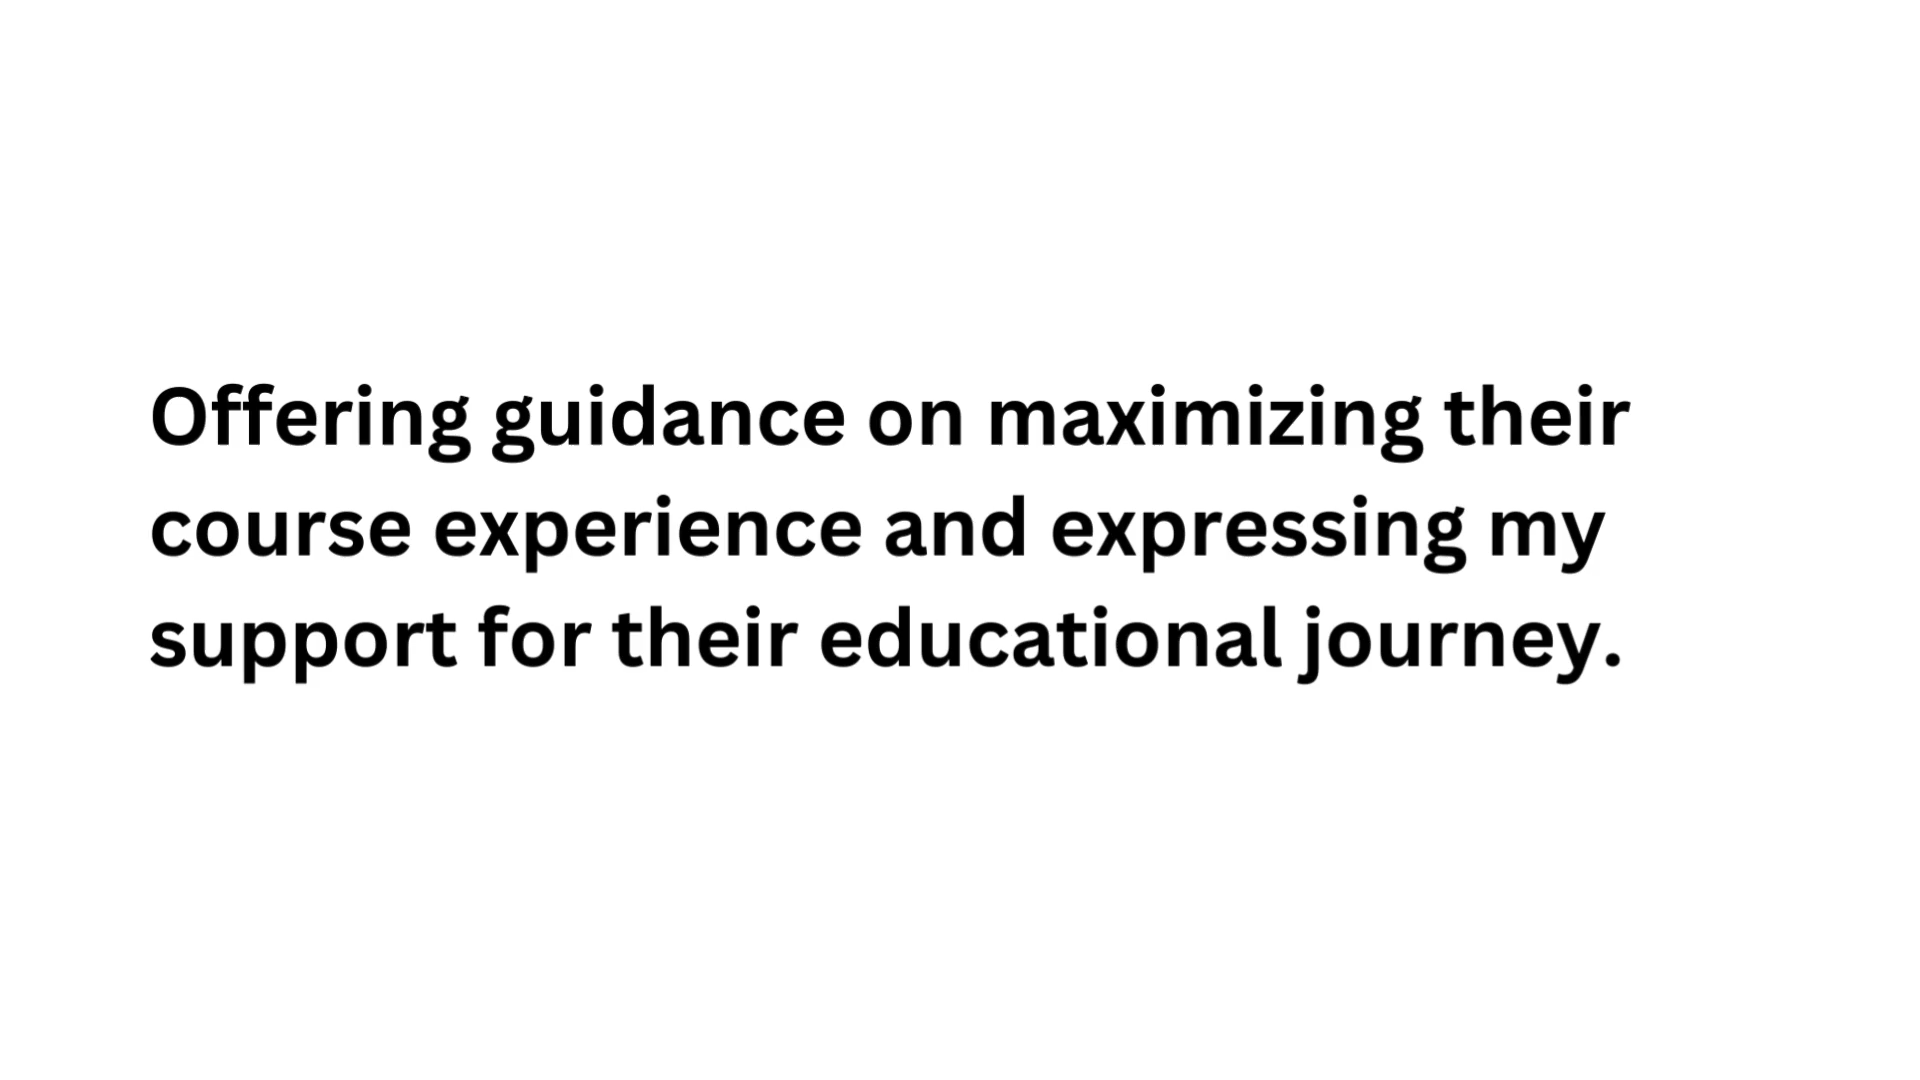 Offering guidance on maximizing their
course experience and expressing my
support for their educational journey.